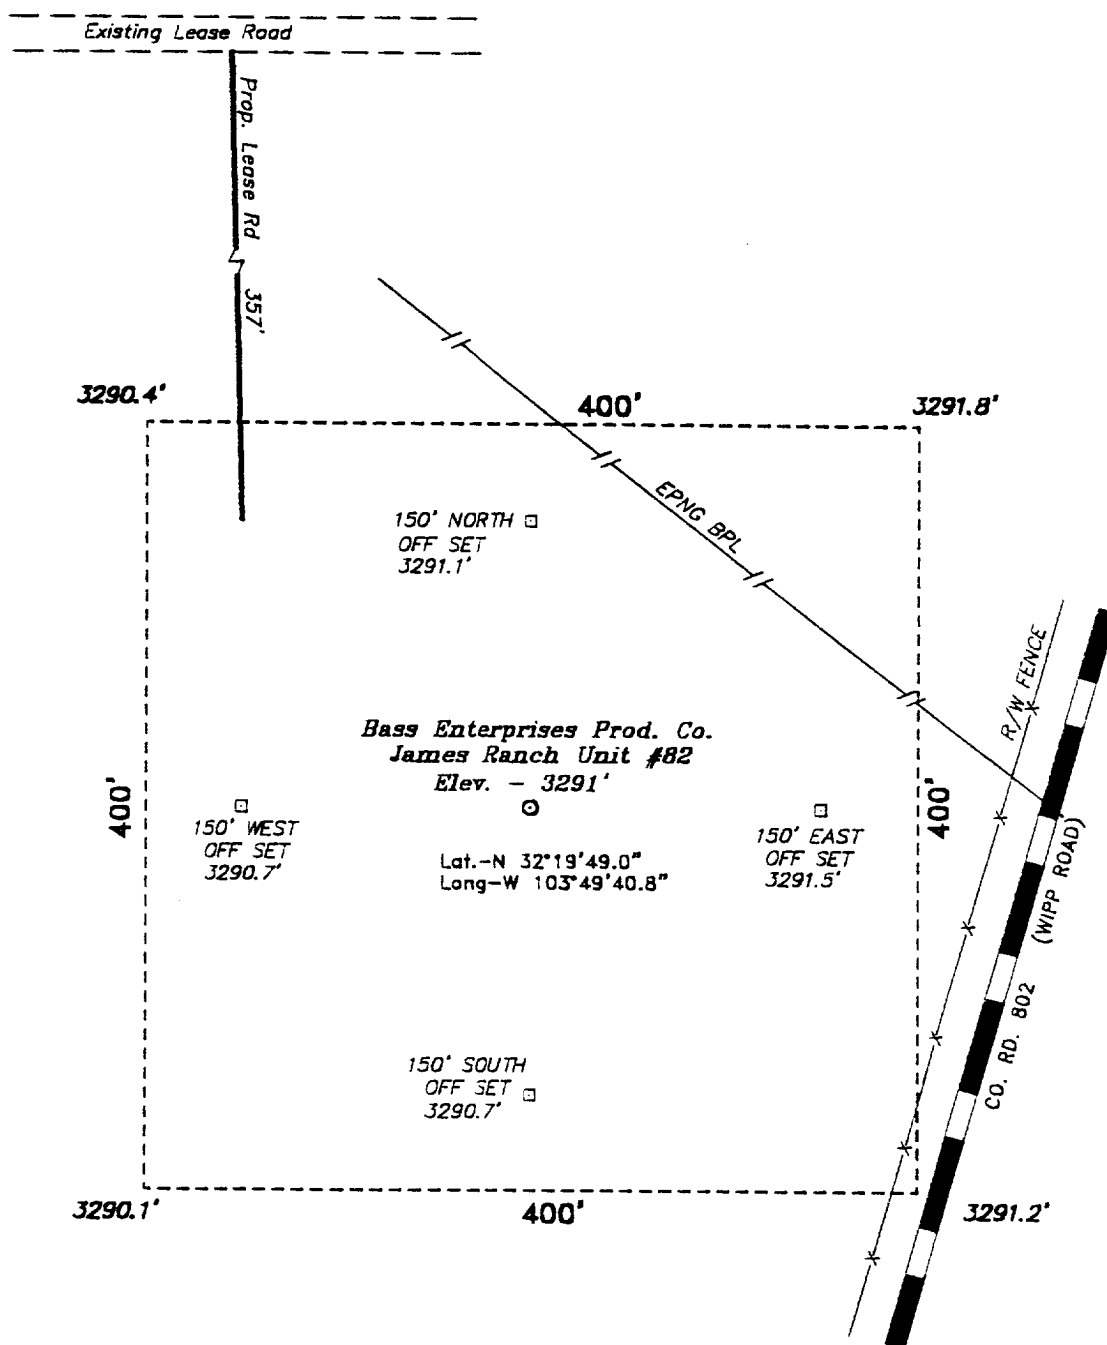 Existing Lease Road
Prop. Lease Rd
357'
3290.4'
400'
3291.8'
150' NORTH
OFF SET
3291.1'
EPNG BPL
R/W FENCE
Bass Enterprises Prod. Co.
James Ranch Unit #82
Elev. - 3291'
400'
150' WEST
OFF SET
3290.7'
Lat.-N 32°19'49.0"
Long-W 103°49'40.8"
150' EAST
OFF SET
3291.5'
400'
CO. RD. 802 (WIPP ROAD)
150' SOUTH
OFF SET
3290.7'
3290.1'
400'
3291.2'